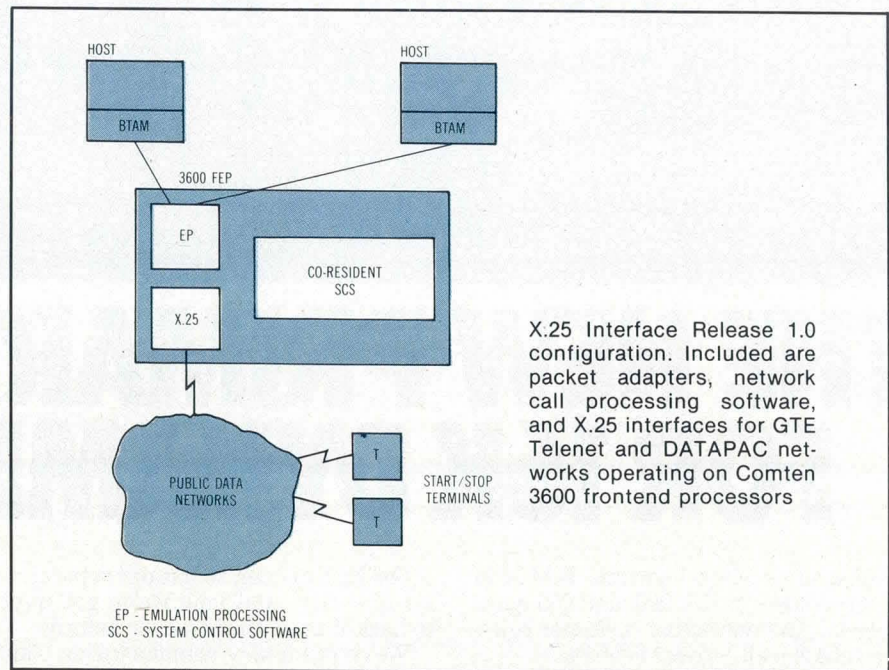 HOST
HOST
BTAM
BTAM
3600 FEP
EP
CO-RESIDENT
SCS
X.25
PUBLIC DATA
NETWORKS
T
T
START/STOP
TERMINALS
EP - EMULATION PROCESSING
SCS - SYSTEM CONTROL SOFTWARE
X.25 Interface Release 1.0
configuration. Included are
packet adapters, network
call processing software,
and X.25 interfaces for GTE
Telenet and DATAPAC net-
works operating on Comten
3600 frontend processors